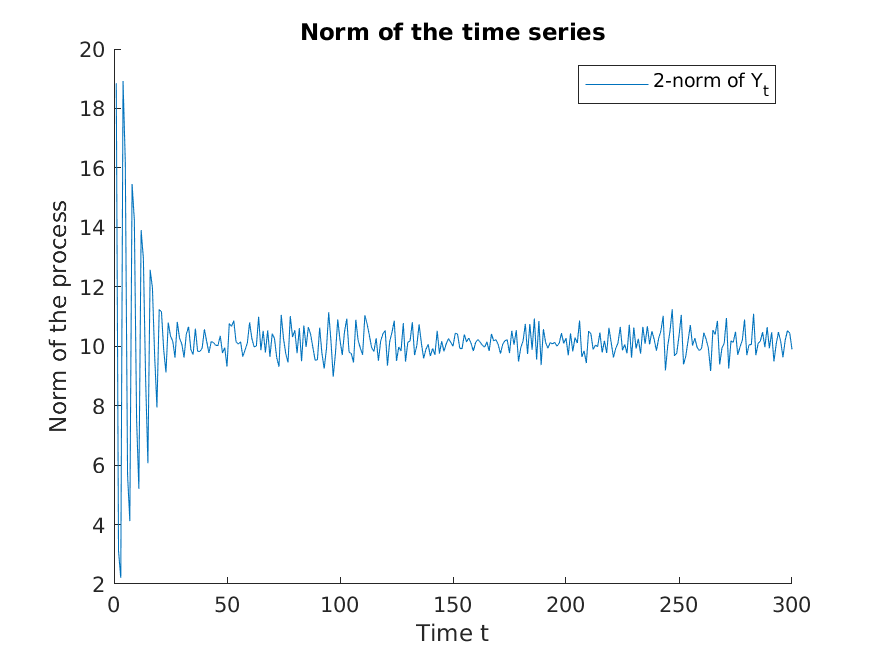 Norm of the time series
2-norm of Y_t
20
18
16
14
12
10
8
6
4
2
Norm of the process
0 50 100 150 200 250 300
Time t